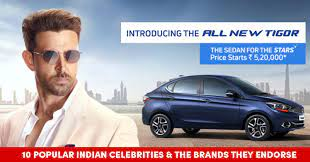 INTRODUCING THE ALL NEW TIGOR
THE SEDAN FOR THE STARS*
Price Starts ₹ 5,20,000*
10 POPULAR INDIAN CELEBRITIES & THE BRANDS THEY ENDORSE